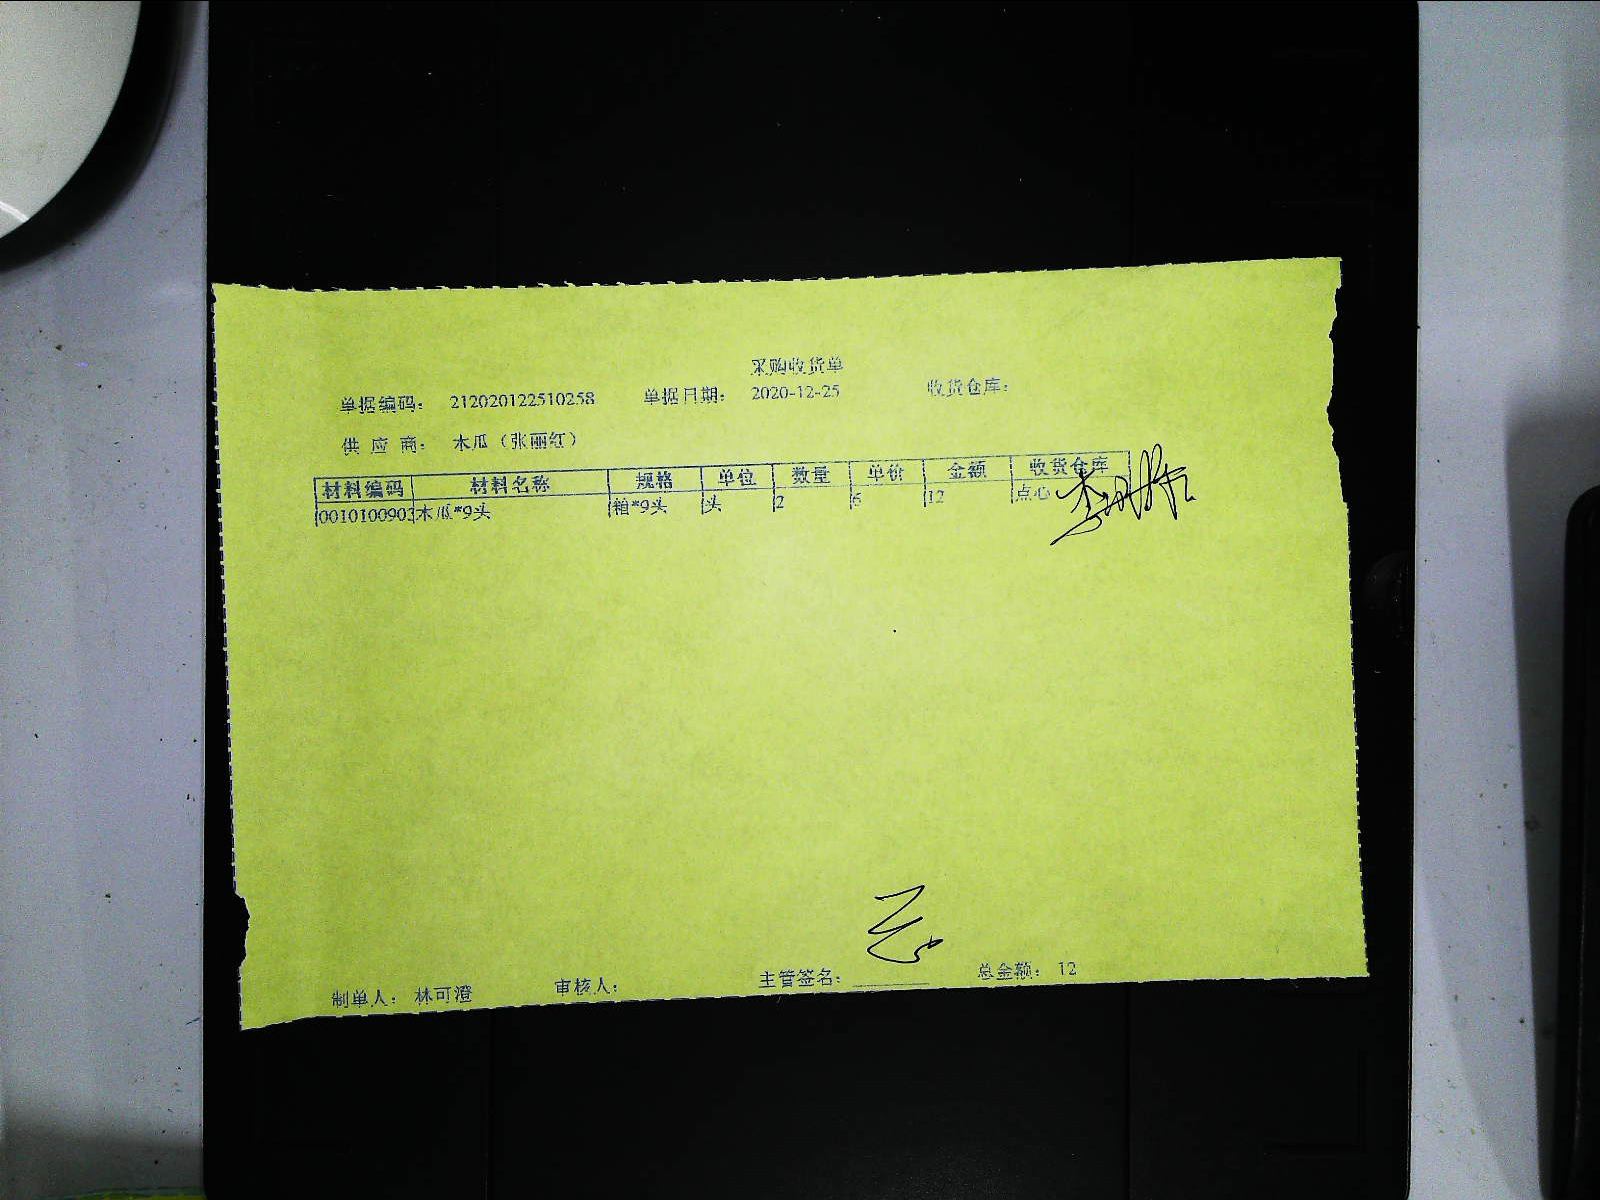 采购收货单
单据编码： 212020122510258 单据日期： 2020-12-25 收货仓库：
供 应 商： 木瓜（张丽红）
材料编码 材料名称 规格 单位 数量 单价 金额 收货仓库
0010100903 木瓜*9头 箱*9头 头 2 6 12 点心
制单人： 林可澄 审核人： 主管签名： 总金额： 12